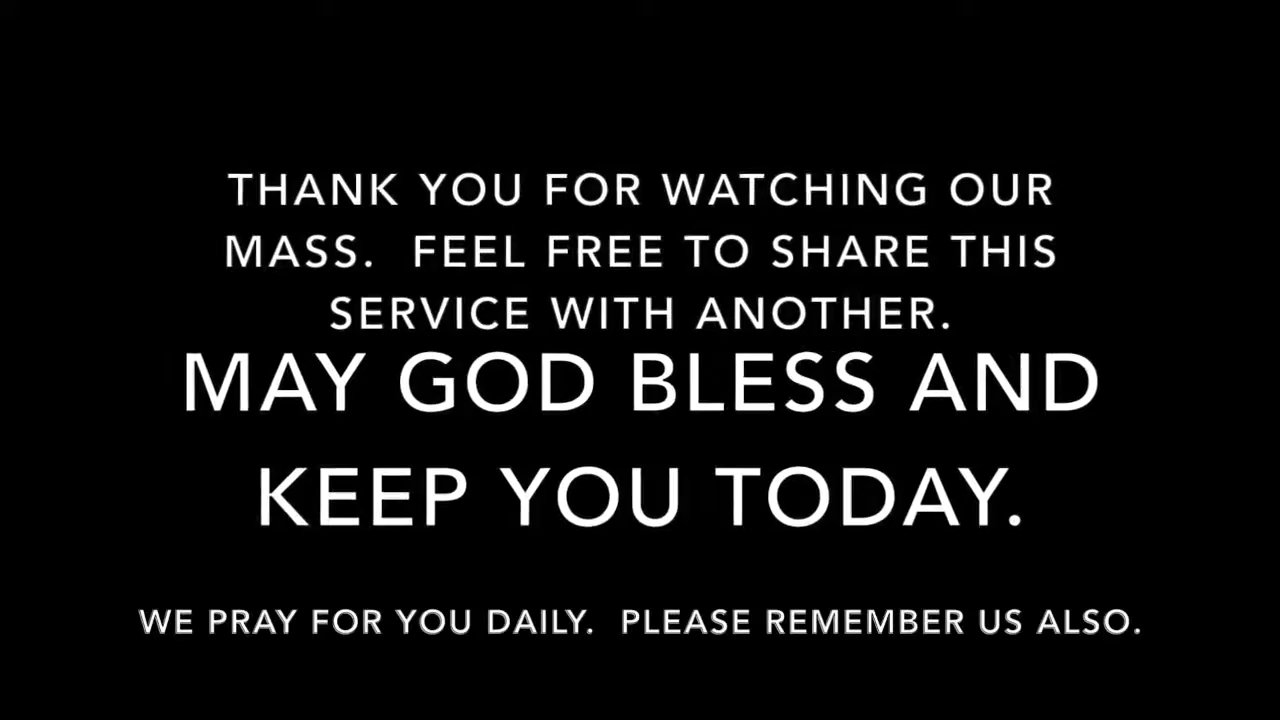 THANK YOU FOR WATCHING OUR
MASS. FEEL FREE TO SHARE THIS
SERVICE WITH ANOTHER.
MAY GOD BLESS AND
KEEP YOU TODAY.
WE PRAY FOR YOU DAILY. PLEASE REMEMBER US ALSO.